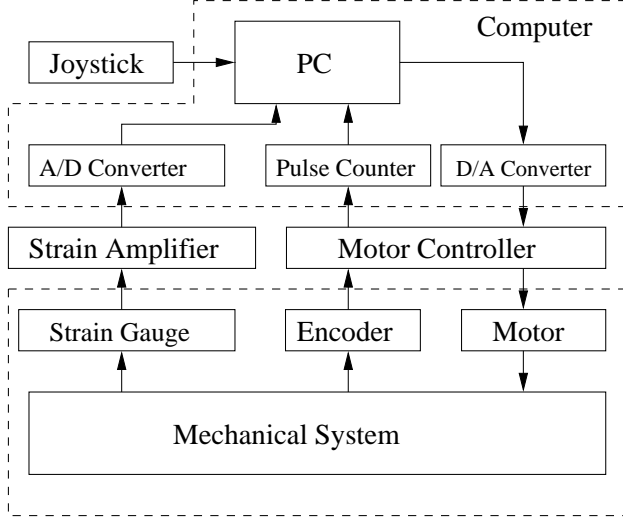 Computer
Joystick
PC
A/D Converter
Pulse Counter
D/A Converter
Strain Amplifier
Motor Controller
Strain Gauge
Encoder
Motor
Mechanical System